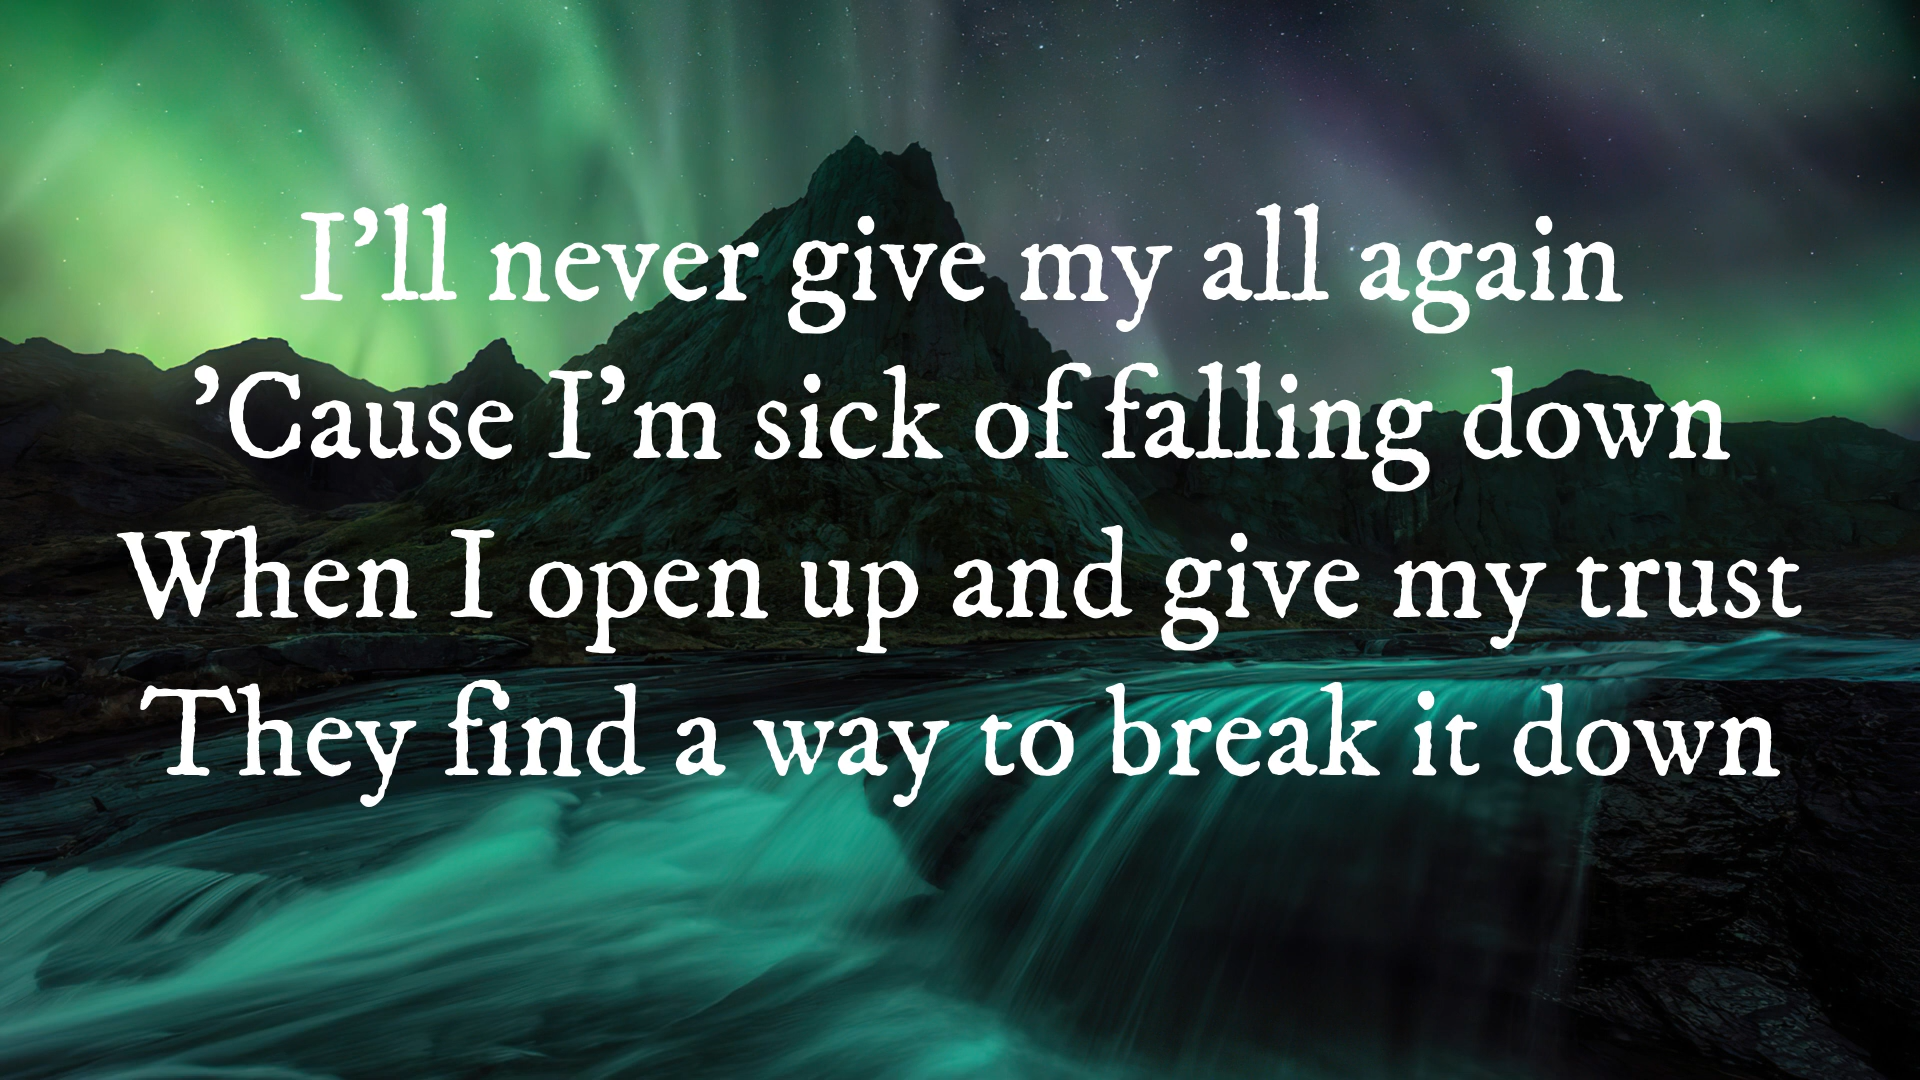 I’ll never give my all again
’Cause I’m sick of falling down
When I open up and give my trust
They find a way to break it down